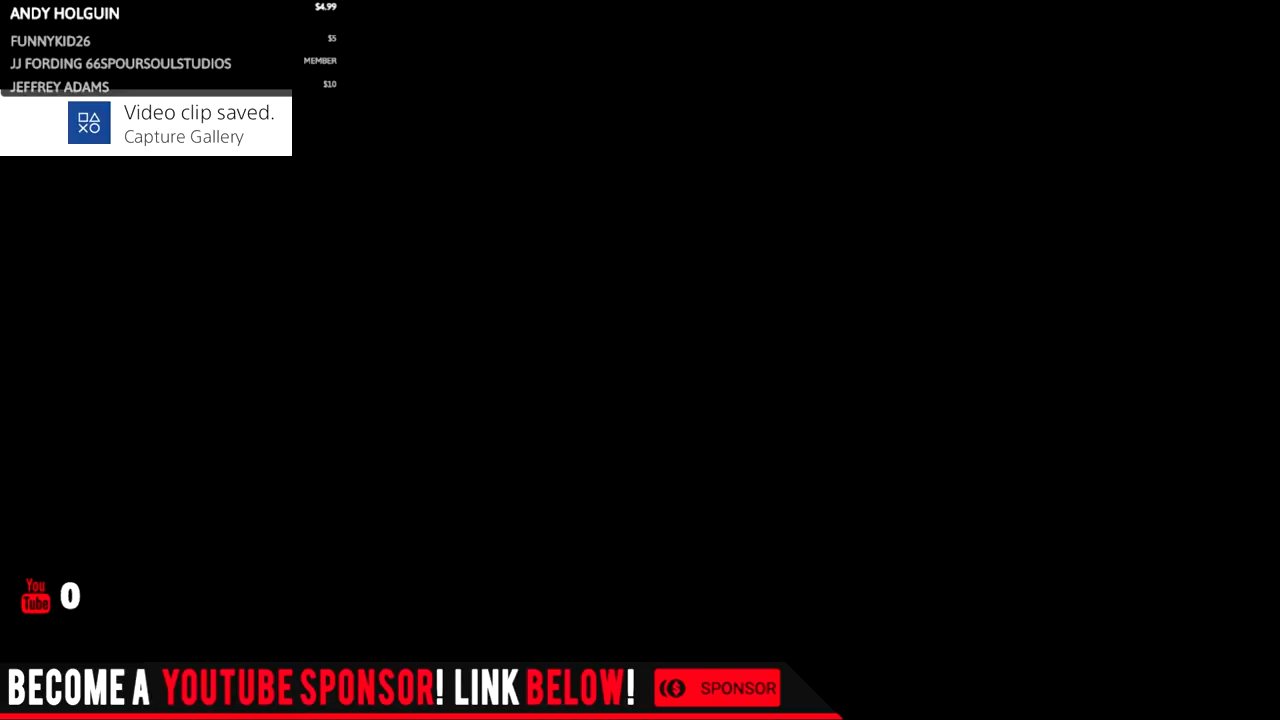 ANDY HOLGUIN $4.99
FUNNYKID26 $5
JJ FORDING 66SPOURSOULSTUDIOS MEMBER
JEFFREY ADAMS $10
Video clip saved.
Capture Gallery
You
Tube 0
BECOME A YOUTUBE SPONSOR! LINK BELOW! SPONSOR